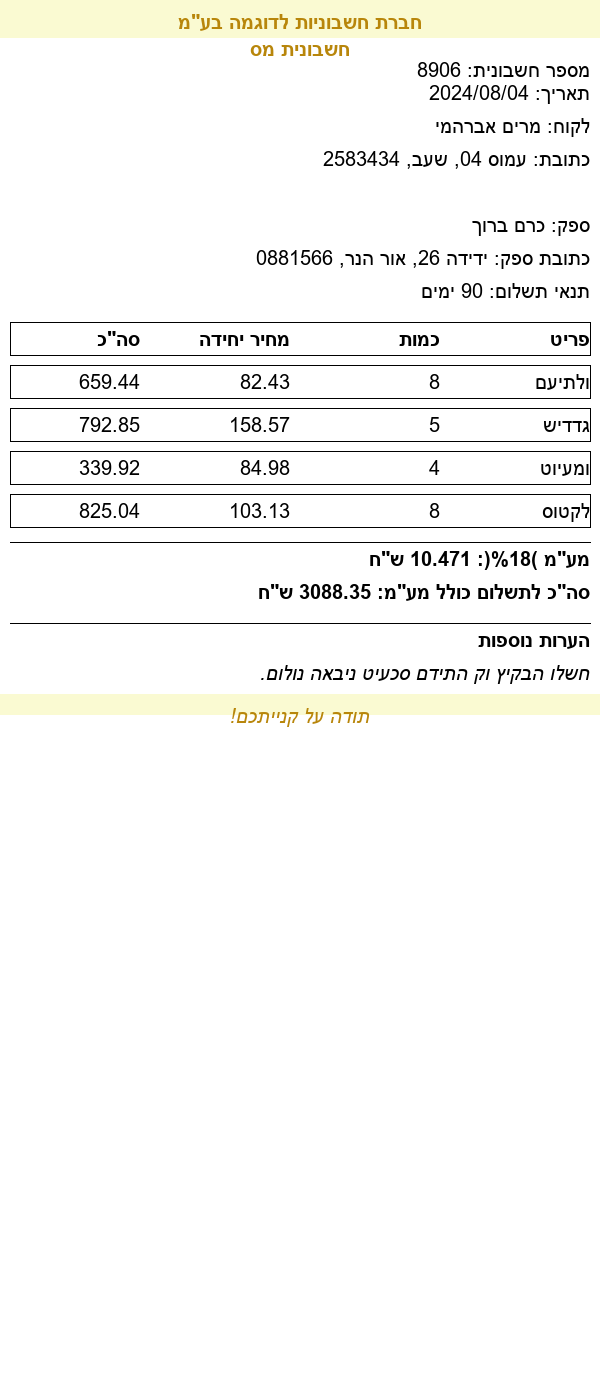 חברת חשבוניות לדוגמה בע"מ
חשבונית מס
מספר חשבונית: 8906
תאריך: 2024/08/04
לקוח: מרים אברהמי
כתובת: עמוס 04, שעב, 2583434
ספק: כרם ברוך
כתובת ספק: ידידה 26, אור הנר, 0881566
תנאי תשלום: 90 ימים
פריט כמות מחיר יחידה סה"כ
ולתיעם 8 82.43 659.44
גדדיש 5 158.57 792.85
ומעיוט 4 84.98 339.92
לקטוס 8 103.13 825.04
מע"מ )18%(: 10.471 ש"ח
סה"כ לתשלום כולל מע"מ: 3088.35 ש"ח
הערות נוספות
חשלו הבקיץ וק התידם סכעיט ניבאה נולום.
תודה על קנייתכם!